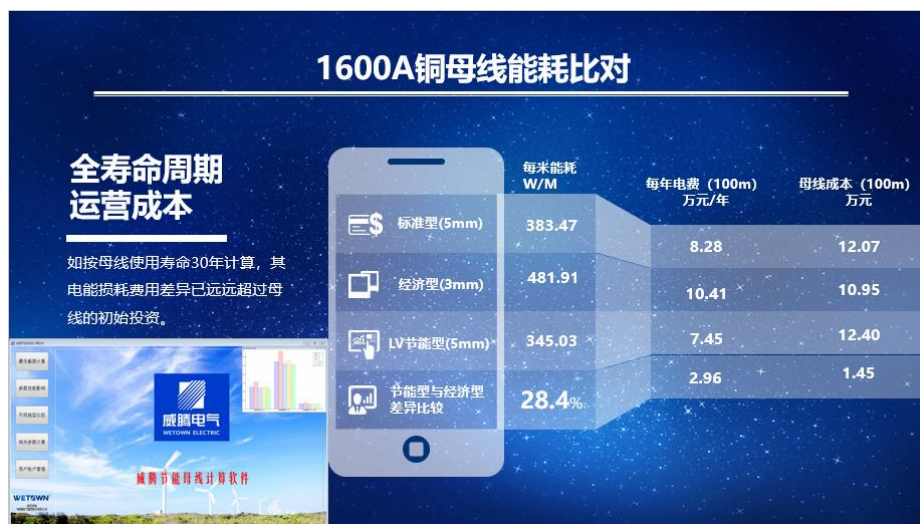 1600A铜母线能耗比对
全寿命周期
运营成本
如按母线使用寿命30年计算，其
电能损耗费用差异已远远超过母
线的初始投资。
每米能耗
W/M
每年电费（100m）
万元/年
母线成本（100m）
万元
标准型(5mm)
383.47
8.28
12.07
经济型(3mm)
481.91
10.41
10.95
LV节能型(5mm)
345.03
7.45
12.40
节能型与经济型
差异比较
28.4%
2.96
1.45
威腾电气
WETOWN ELECTRIC
威腾节能母线计算软件
用户账户管理
WETOWN